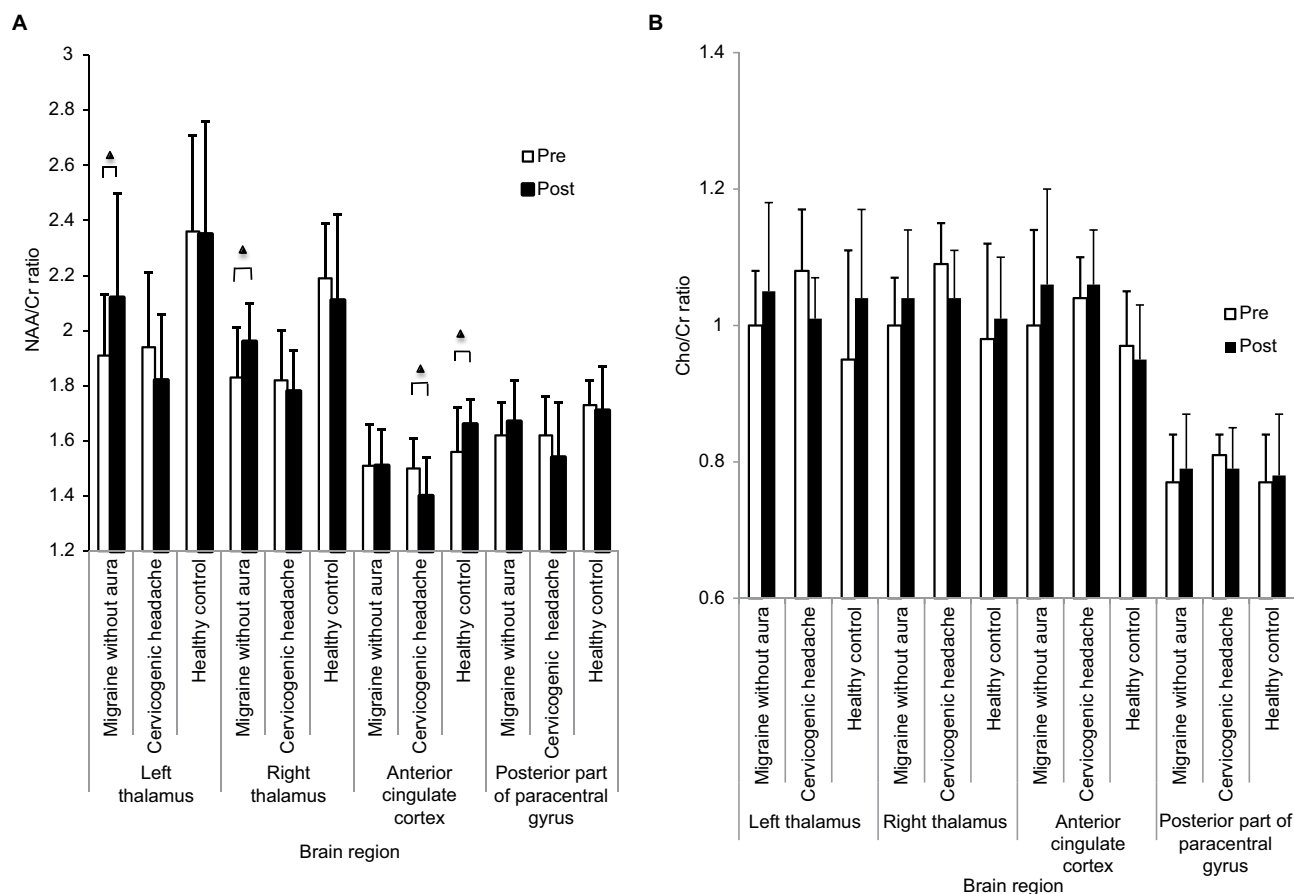 A
3
2.8
2.6
2.4
2.2
2
1.8
1.6
1.4
1.2
NAA/Cr ratio
Pre
Post
Migraine without aura
Cervicogenic headache
Healthy control
Migraine without aura
Cervicogenic headache
Healthy control
Migraine without aura
Cervicogenic headache
Healthy control
Migraine without aura
Cervicogenic headache
Healthy control
Left
thalamus
Right
thalamus
Anterior
cingulate
cortex
Posterior part
of paracentral
gyrus
Brain region
B
1.4
1.2
1
0.8
0.6
Cho/Cr ratio
Pre
Post
Migraine without aura
Cervicogenic headache
Healthy control
Migraine without aura
Cervicogenic headache
Healthy control
Migraine without aura
Cervicogenic headache
Healthy control
Migraine without aura
Cervicogenic headache
Healthy control
Left thalamus
Right thalamus
Anterior
cingulate
cortex
Posterior part of
paracentral
gyrus
Brain region